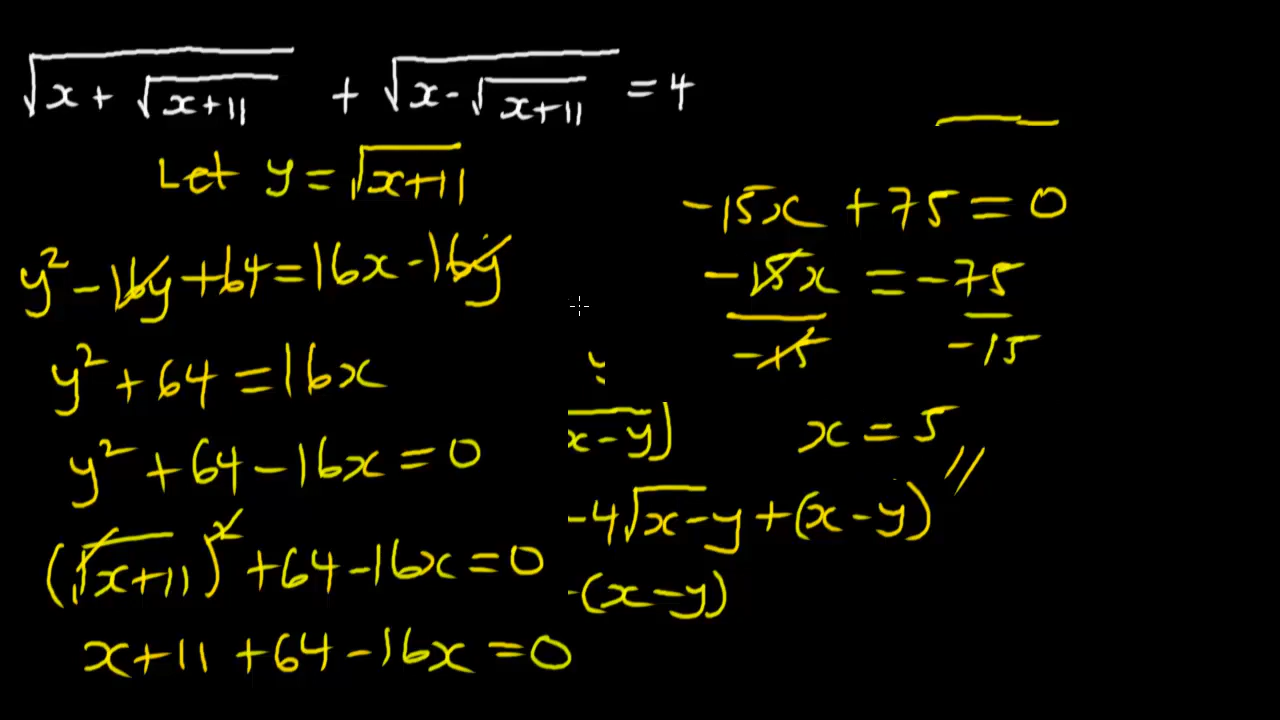 √(x + √(x+11)) + √(x - √(x+11)) = 4
Let y = √(x+11)
y² - 16y + 64 = 16x - 16y
y² + 64 = 16x
y² + 64 - 16x = 0
(√(x+11))² + 64 - 16x = 0
x + 11 + 64 - 16x = 0
x - y)
- 4√(x - y) + (x - y)
-(x - y)
-15x + 75 = 0
-15x = -75
-15 -15
x = 5 //